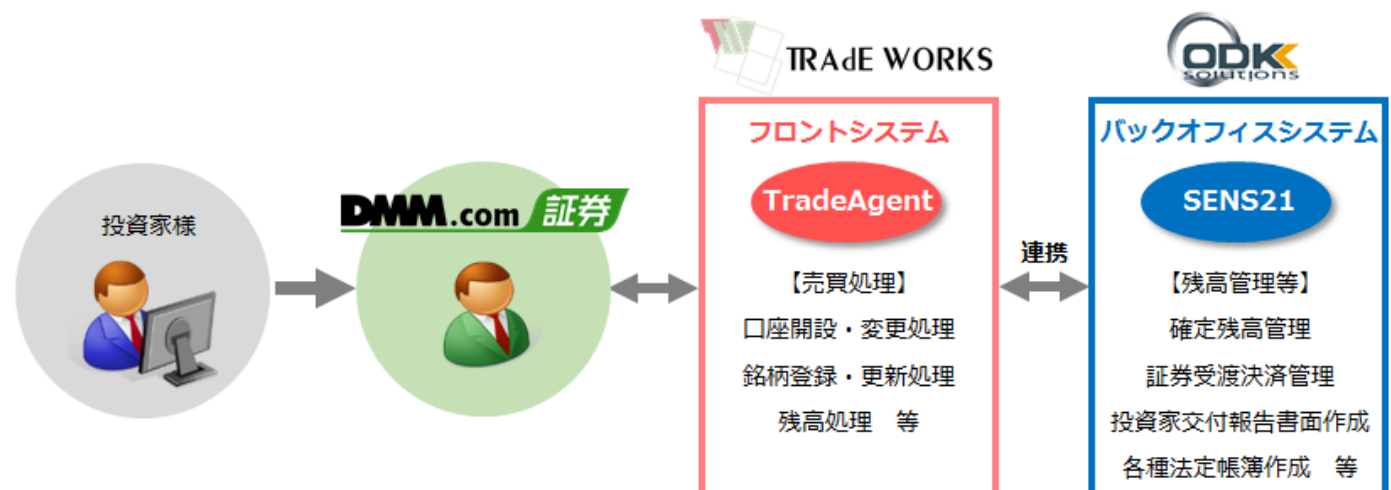 TRAdE WORKS
ODK
solutions
フロントシステム
バックオフィスシステム
TradeAgent
SENS21
DMM.com 証券
投資家様
連携
【売買処理】
口座開設・変更処理
銘柄登録・更新処理
残高処理　等
【残高管理等】
確定残高管理
証券受渡決済管理
投資家交付報告書面作成
各種法定帳簿作成　等